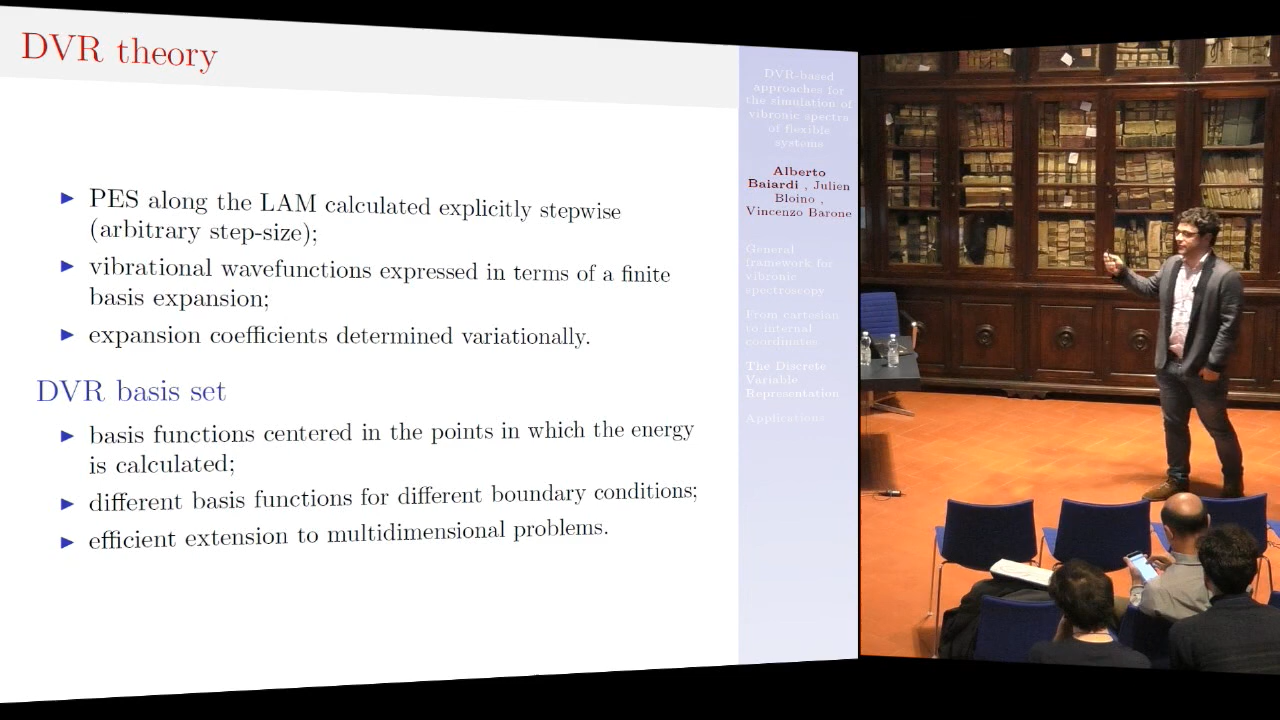 DVR theory
► PES along the LAM calculated explicitly stepwise
(arbitrary step-size);
► vibrational wavefunctions expressed in terms of a finite
basis expansion;
► expansion coefficients determined variationally.
DVR basis set
► basis functions centered in the points in which the energy
is calculated;
► different basis functions for different boundary conditions;
► efficient extension to multidimensional problems.
DVR-based
approaches for
the simulation of
vibronic spectra
of flexible
systems
Alberto
Baiardi , Julien
Bloino ,
Vincenzo Barone
General
framework for
vibronic
spectroscopy
From cartesian
to internal
coordinates
The Discrete
Variable
Representation
Applications